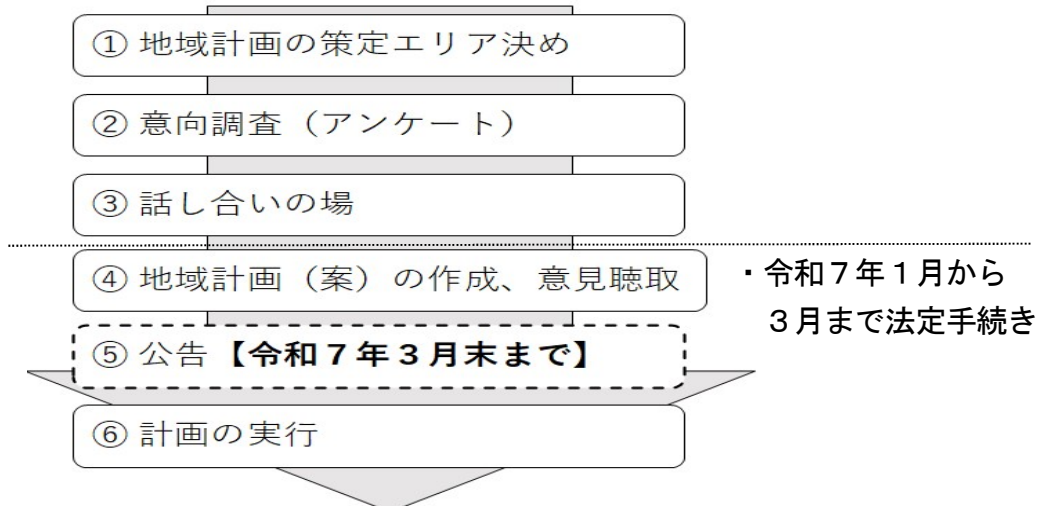 ① 地域計画の策定エリア決め
② 意向調査（アンケート）
③ 話し合いの場
④ 地域計画（案）の作成、意見聴取
・令和７年１月から
３月まで法定手続き
⑤ 公告【令和７年３月末まで】
⑥ 計画の実行